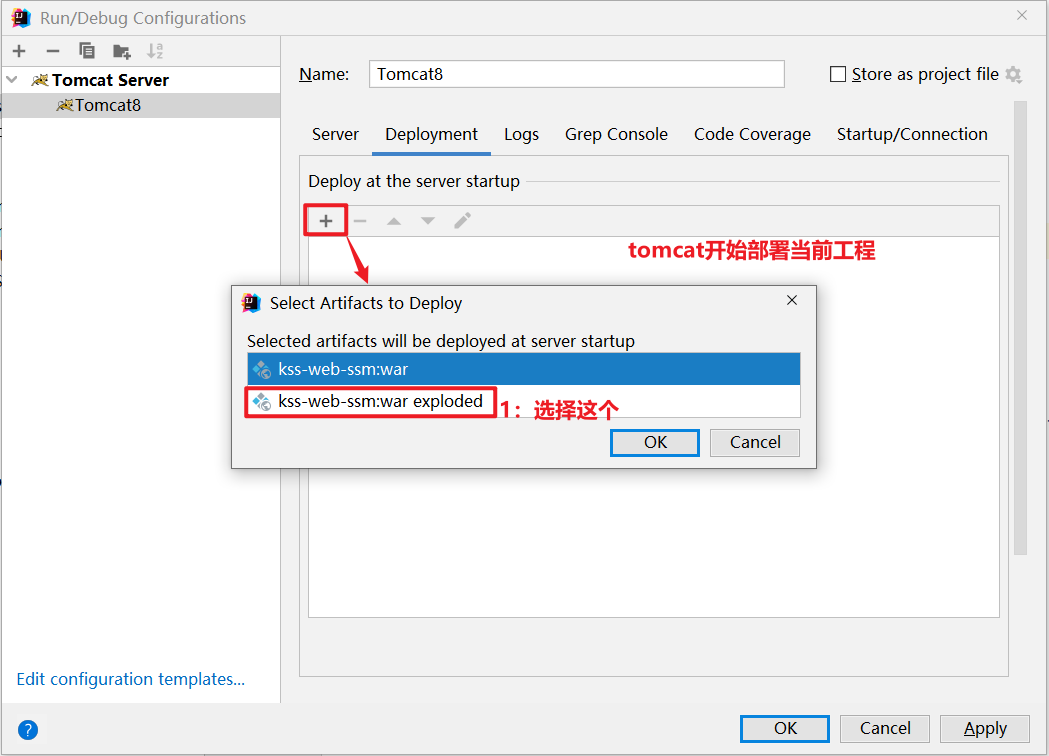 Run/Debug Configurations
Tomcat Server
Tomcat8
Name:
Tomcat8
Store as project file
Server
Deployment
Logs
Grep Console
Code Coverage
Startup/Connection
Deploy at the server startup
tomcat开始部署当前工程
Select Artifacts to Deploy
Selected artifacts will be deployed at server startup
kss-web-ssm:war
kss-web-ssm:war exploded
1：选择这个
OK
Cancel
Edit configuration templates...
?
OK
Cancel
Apply